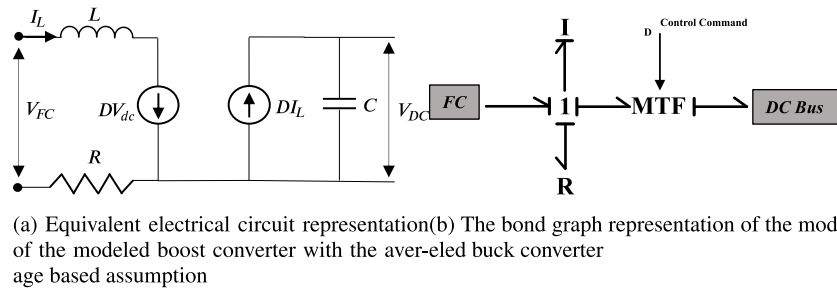 I_L L
V_FC
DV_dc
DI_L
C
V_DC
R
I
D Control Command
FC
1
MTF
DC Bus
R
(a) Equivalent electrical circuit representation(b) The bond graph representation of the mod
of the modeled boost converter with the aver-eled buck converter
age based assumption